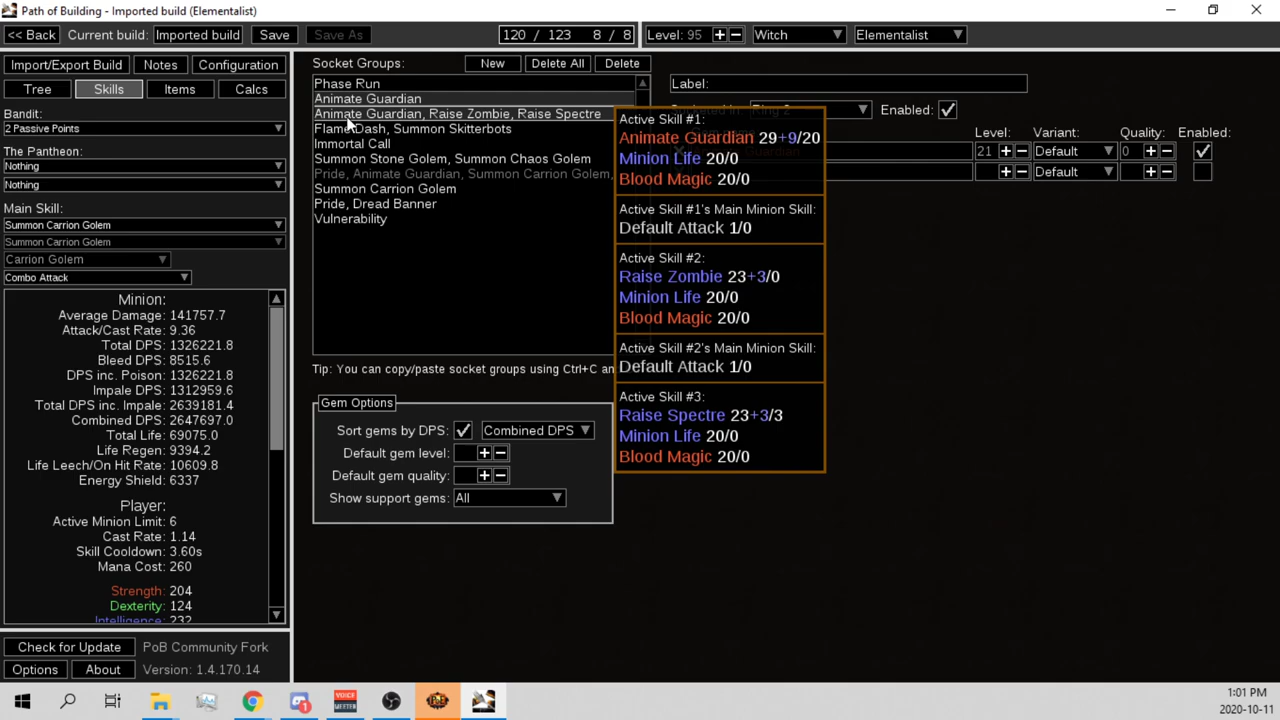 Path of Building - Imported build (Elementalist)
<< Back Current build: Imported build Save Save As 120 / 123 8 / 8 Level: 95 + − Witch Elementalist
Import/Export Build Notes Configuration
Tree Skills Items Calcs
Bandit:
2 Passive Points
The Pantheon:
Nothing
Nothing
Main Skill:
Summon Carrion Golem
Summon Carrion Golem
Carrion Golem
Combo Attack
Minion:
Average Damage: 141757.7
Attack/Cast Rate: 9.36
Total DPS: 1326221.8
Bleed DPS: 8515.6
DPS inc. Poison: 1326221.8
Impale DPS: 1312959.6
Total DPS inc. Impale: 2639181.4
Combined DPS: 2647697.0
Total Life: 69075.0
Life Regen: 9394.2
Life Leech/On Hit Rate: 10609.8
Energy Shield: 6337
Player:
Active Minion Limit: 6
Cast Rate: 1.14
Skill Cooldown: 3.60s
Mana Cost: 260
Strength: 204
Dexterity: 124
Intelligence: 232
Check for Update PoB Community Fork
Options About Version: 1.4.170.14
Socket Groups: New Delete All Delete
Phase Run
Animate Guardian
Animate Guardian, Raise Zombie, Raise Spectre
Flame Dash, Summon Skitterbots
Immortal Call
Summon Stone Golem, Summon Chaos Golem
Pride, Animate Guardian, Summon Carrion Golem,
Summon Carrion Golem
Pride, Dread Banner
Vulnerability
Tip: You can copy/paste socket groups using Ctrl+C an
Gem Options
Sort gems by DPS: Combined DPS
Default gem level: + −
Default gem quality: + −
Show support gems: All
Label:
Enabled:
Level: Variant: Quality: Enabled:
21 + − Default 0 + −
+ − Default + −
Active Skill #1:
Animate Guardian 29+9/20
Minion Life 20/0
Blood Magic 20/0
Active Skill #1's Main Minion Skill:
Default Attack 1/0
Active Skill #2:
Raise Zombie 23+3/0
Minion Life 20/0
Blood Magic 20/0
Active Skill #2's Main Minion Skill:
Default Attack 1/0
Active Skill #3:
Raise Spectre 23+3/3
Minion Life 20/0
Blood Magic 20/0
VOICE
MEETER
1
1:01 PM
2020-10-11